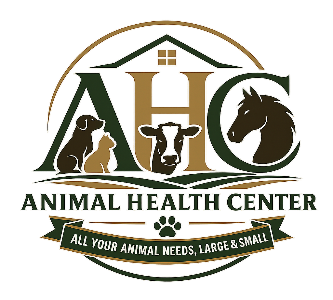 AHC
ANIMAL HEALTH CENTER
ALL YOUR ANIMAL NEEDS, LARGE & SMALL